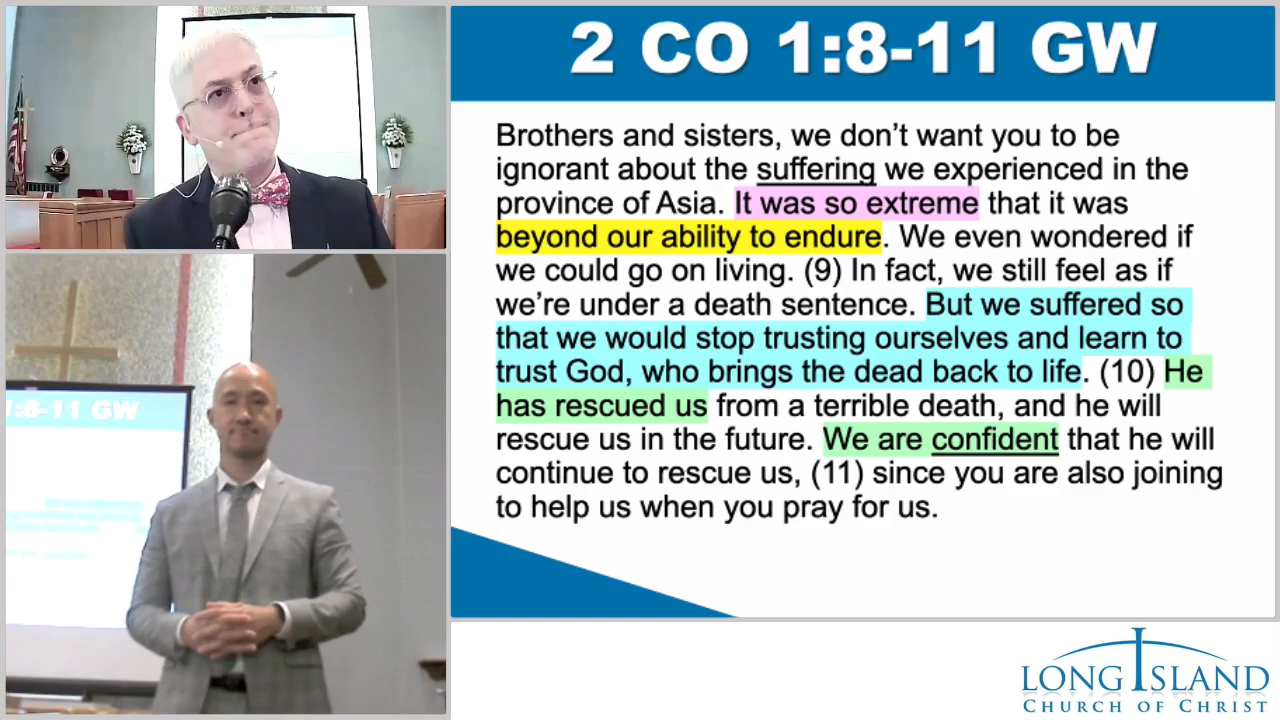 2 CO 1:8-11 GW
Brothers and sisters, we don’t want you to be
ignorant about the suffering we experienced in the
province of Asia. It was so extreme that it was
beyond our ability to endure. We even wondered if
we could go on living. (9) In fact, we still feel as if
we’re under a death sentence. But we suffered so
that we would stop trusting ourselves and learn to
trust God, who brings the dead back to life. (10) He
has rescued us from a terrible death, and he will
rescue us in the future. We are confident that he will
continue to rescue us, (11) since you are also joining
to help us when you pray for us.
1:8-11 GW
LONG ISLAND
CHURCH OF CHRIST